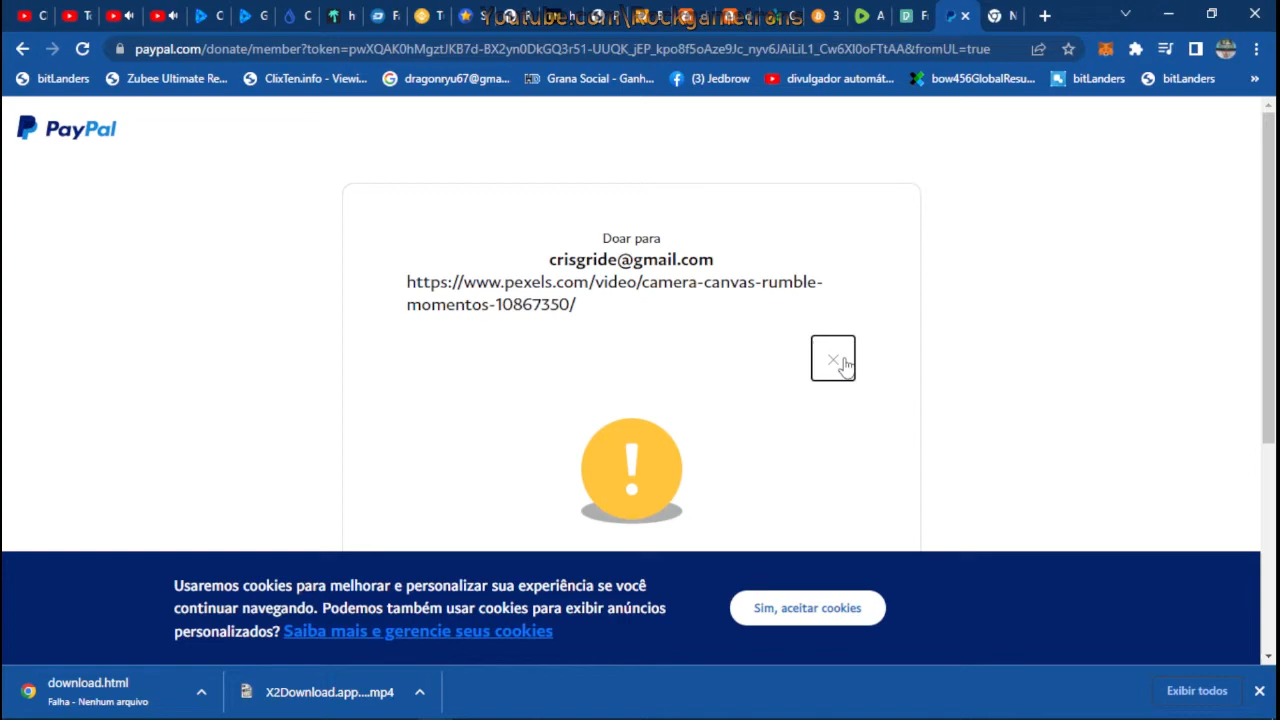 Youtube.com\Rockgametrons
paypal.com/donate/member?token=pwXQAK0hMgztJKB7d-BX2yn0DkGQ3r51-UUQK_jEP_kpo8f5oAze9Jc_nyv6JAiLiL1_Cw6Xl0oFTtAA&fromUL=true
bitLanders
Zubee Ultimate Re...
ClixTen.info - Viewi...
dragonryu67@gma...
Grana Social - Ganh...
(3) Jedbrow
divulgador automát...
bow456GlobalResu...
bitLanders
bitLanders
PayPal
Doar para
crisgride@gmail.com
https://www.pexels.com/video/camera-canvas-rumble-
momentos-10867350/
Usaremos cookies para melhorar e personalizar sua experiência se você
continuar navegando. Podemos também usar cookies para exibir anúncios
personalizados? Saiba mais e gerencie seus cookies
Sim, aceitar cookies
download.html
Falha - Nenhum arquivo
X2Download.app....mp4
Exibir todos